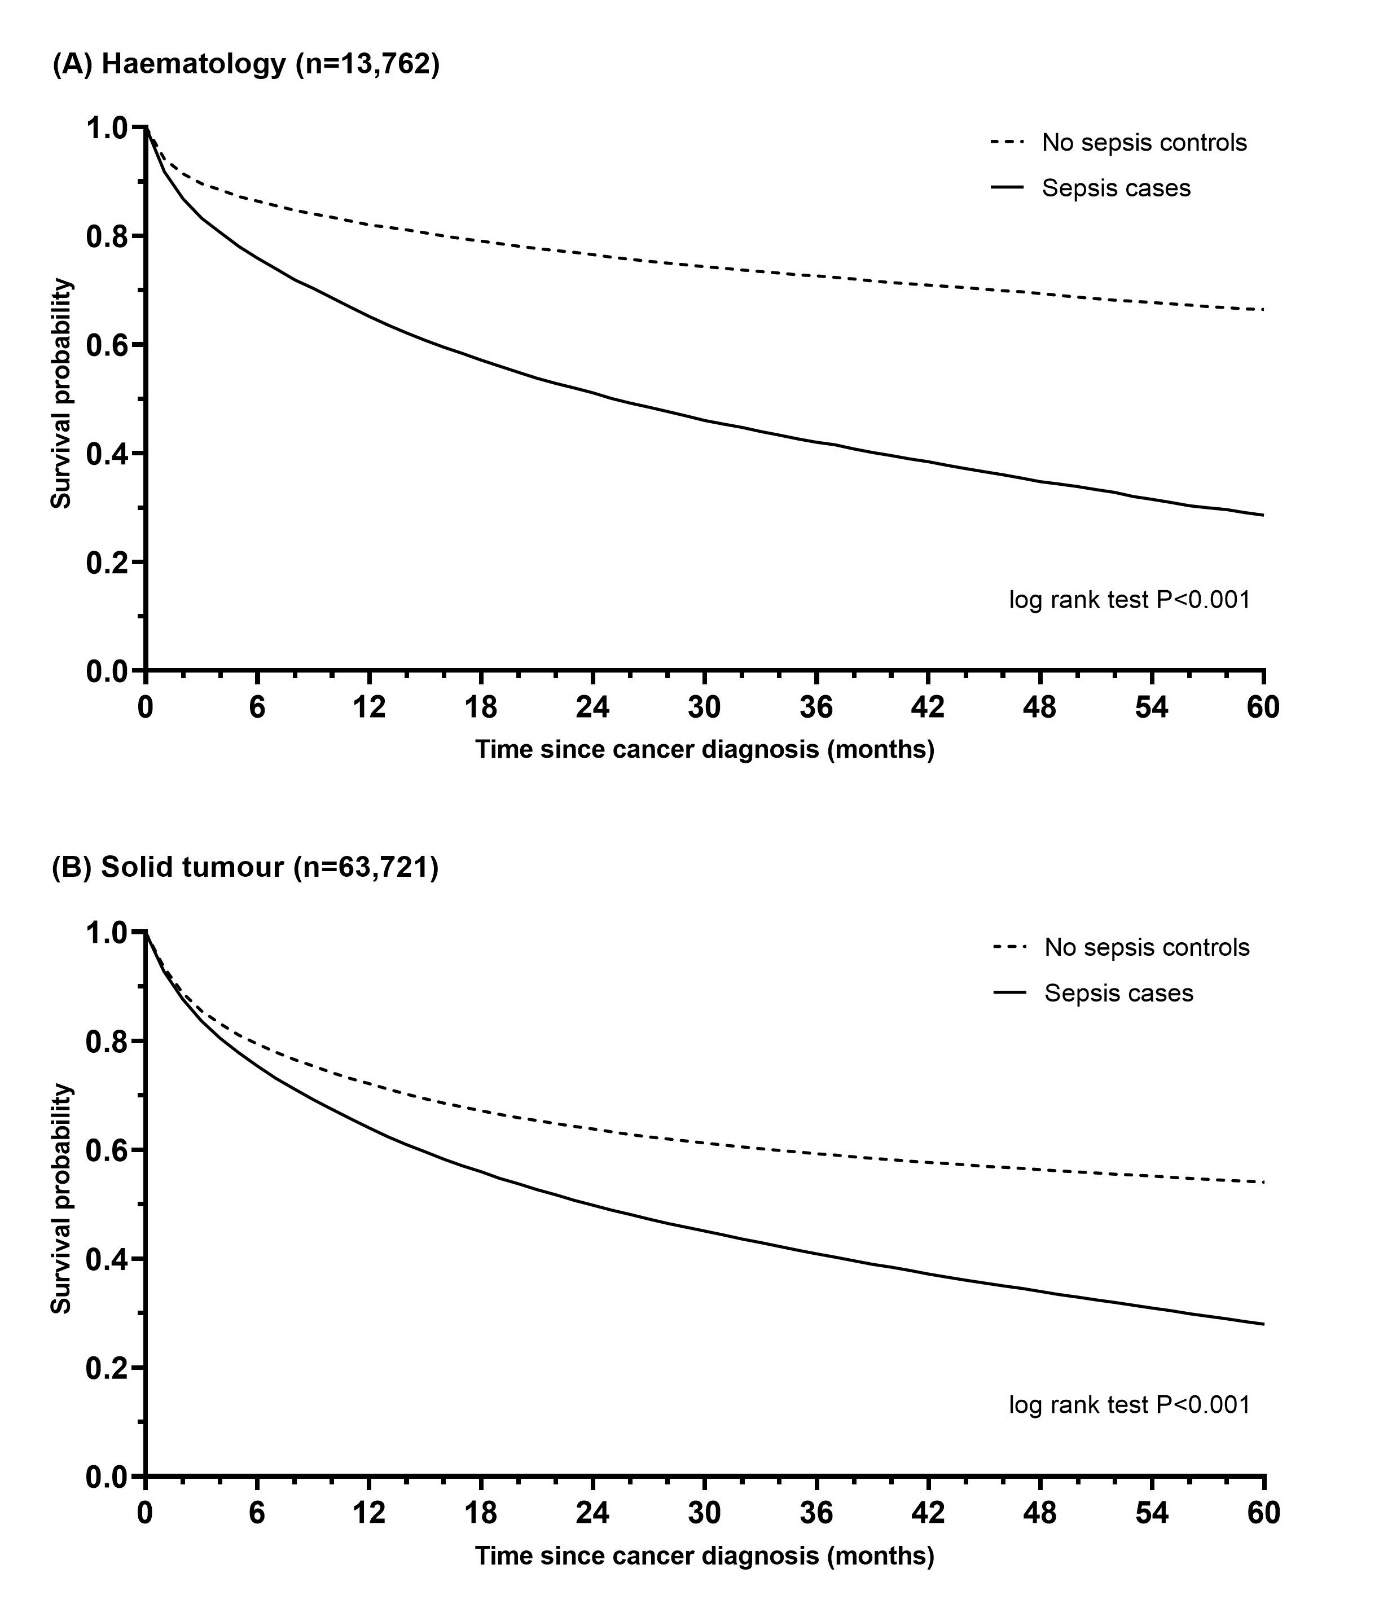 (A) Haematology (n=13,762)
1.0
0.8
0.6
0.4
0.2
0.0
Survival probability
No sepsis controls
Sepsis cases
log rank test P<0.001
0 6 12 18 24 30 36 42 48 54 60
Time since cancer diagnosis (months)
(B) Solid tumour (n=63,721)
1.0
0.8
0.6
0.4
0.2
0.0
Survival probability
No sepsis controls
Sepsis cases
log rank test P<0.001
0 6 12 18 24 30 36 42 48 54 60
Time since cancer diagnosis (months)